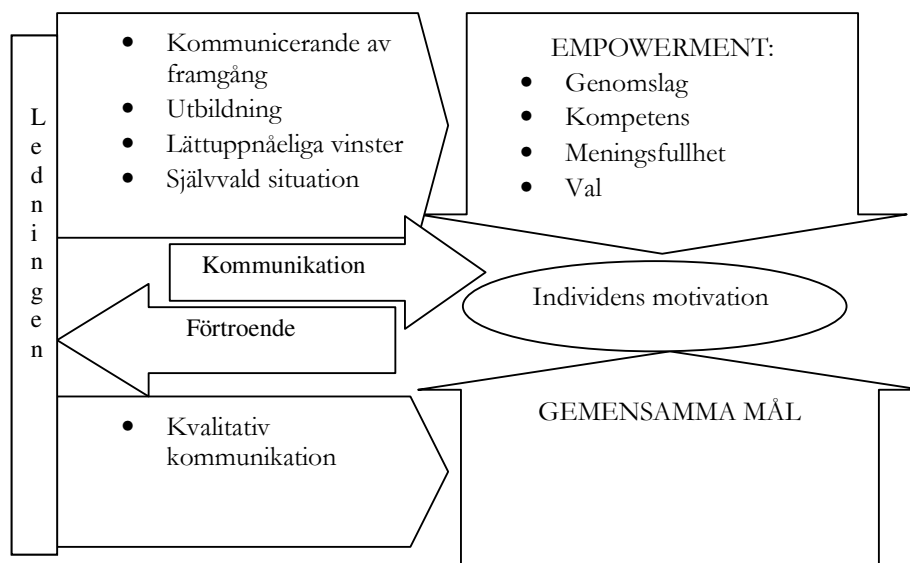 Ledningen
• Kommunicerande av
framgång
• Utbildning
• Lättuppnåeliga vinster
• Självvald situation
EMPOWERMENT:
• Genomslag
• Kompetens
• Meningsfullhet
• Val
Kommunikation
Förtroende
Individens motivation
• Kvalitativ
kommunikation
GEMENSAMMA MÅL